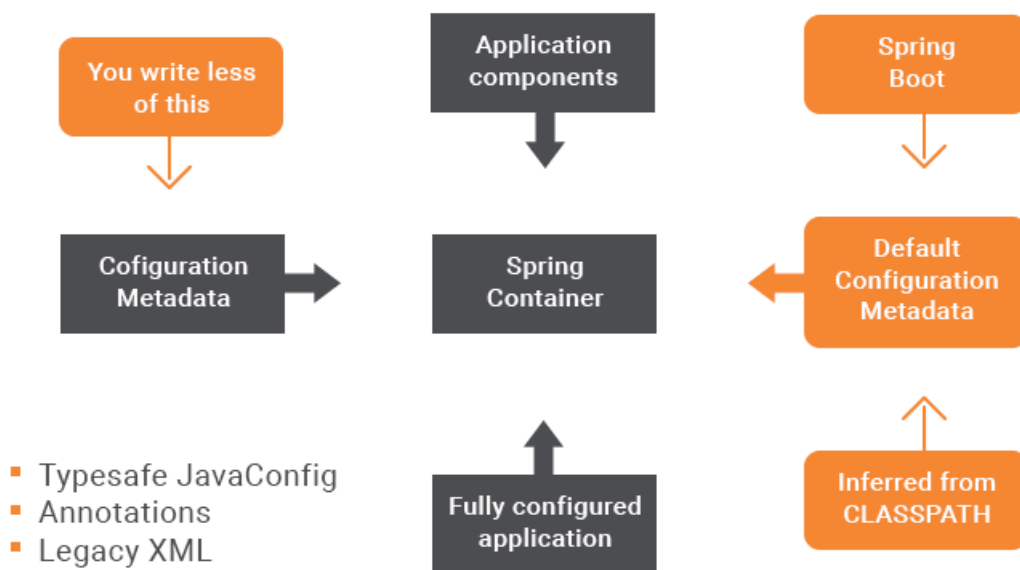 You write less
of this
Application
components
Spring
Boot
Cofiguration
Metadata
Spring
Container
Default
Configuration
Metadata
Typesafe JavaConfig
Annotations
Legacy XML
Fully configured
application
Inferred from
CLASSPATH